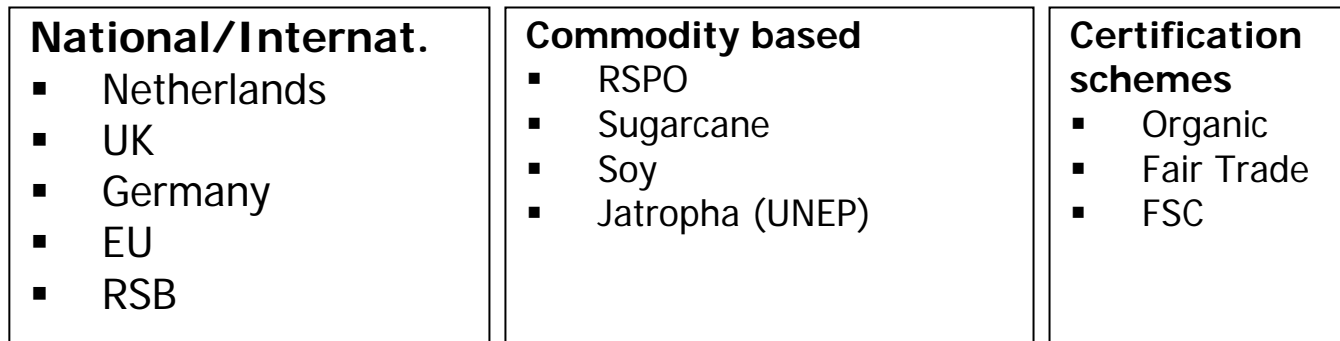 National/Internat.
▪ Netherlands
▪ UK
▪ Germany
▪ EU
▪ RSB
Commodity based
▪ RSPO
▪ Sugarcane
▪ Soy
▪ Jatropha (UNEP)
Certification
schemes
▪ Organic
▪ Fair Trade
▪ FSC